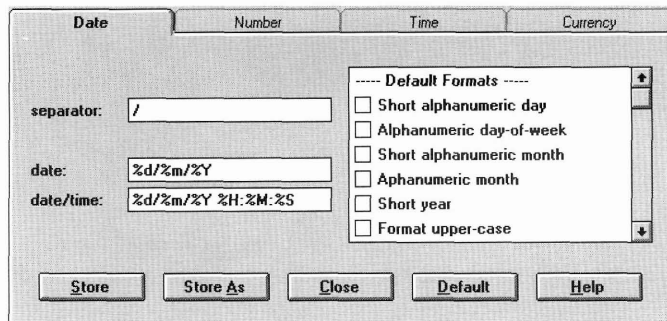 Date Number Time Currency
----- Default Formats -----
separator: /
Short alphanumeric day
Alphanumeric day-of-week
Short alphanumeric month
date: %d/%m/%Y
Aphanumeric month
date/time: %d/%m/%Y %H:%M:%S
Short year
Format upper-case
Store Store As Close Default Help